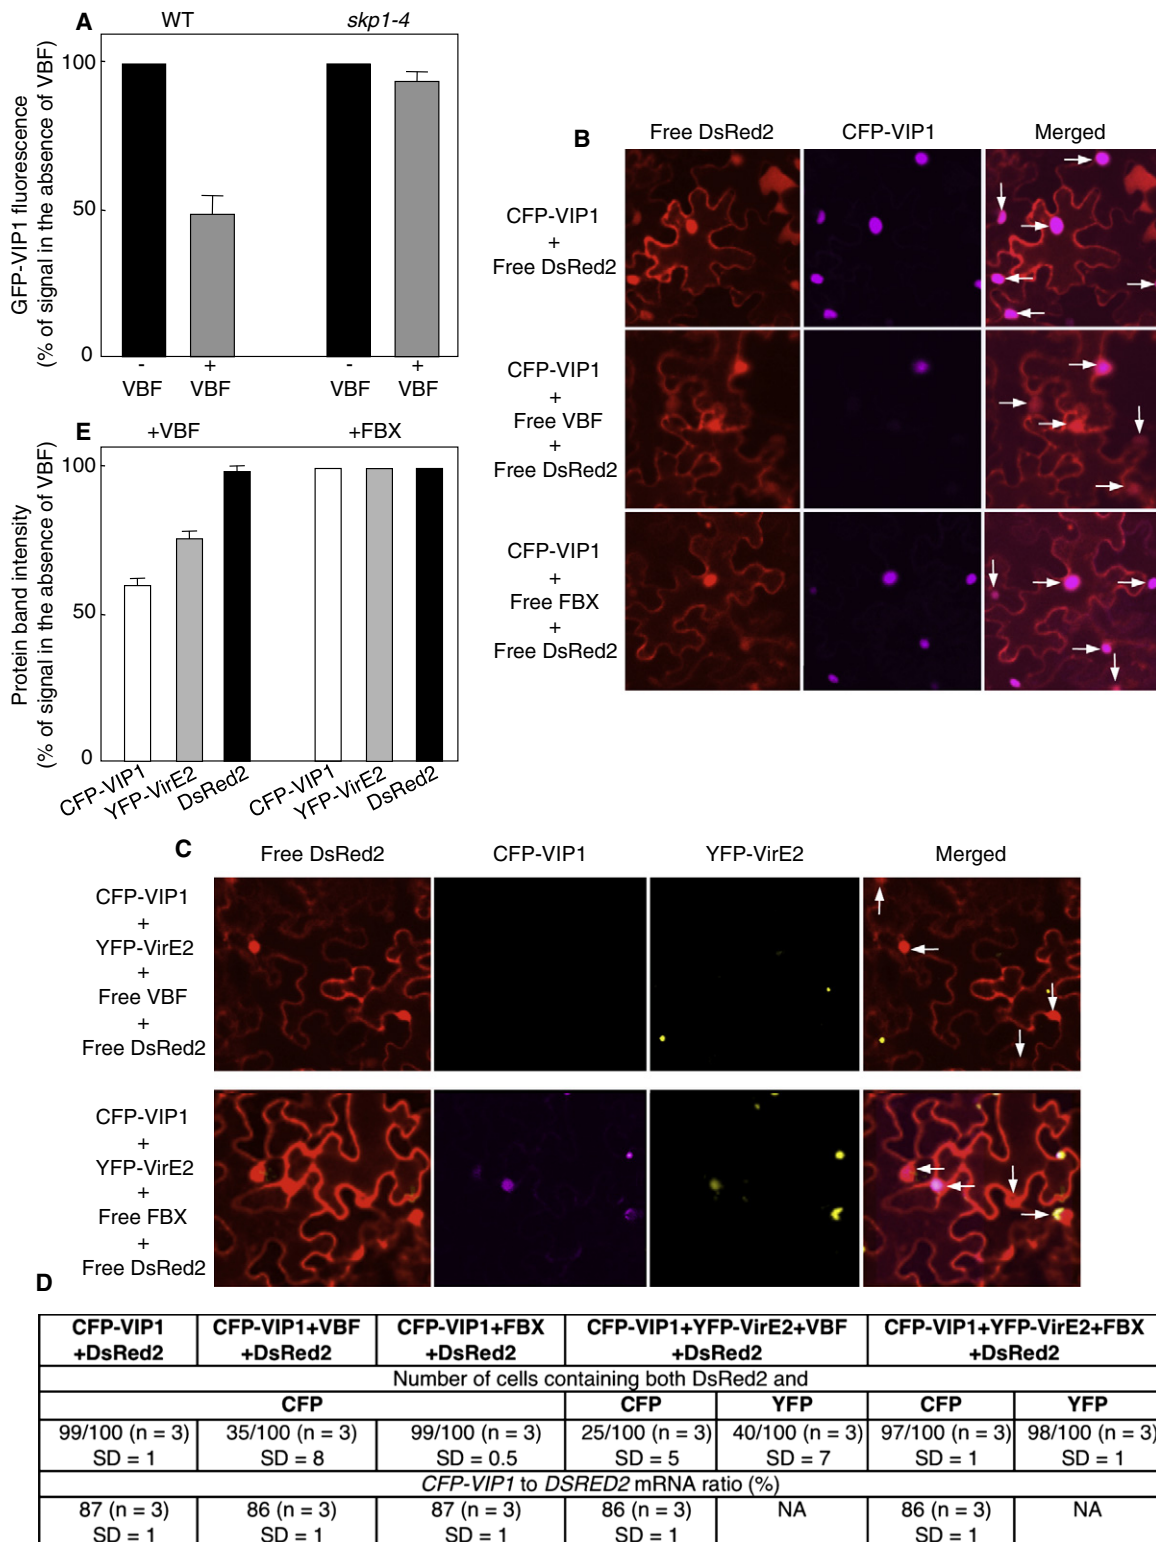 A
WT
skp1-4
GFP-VIP1 fluorescence
(% of signal in the absence of VBF)
100
50
0
-
VBF
+
VBF
-
VBF
+
VBF
B
Free DsRed2
CFP-VIP1
Merged
CFP-VIP1
+
Free DsRed2
CFP-VIP1
+
Free VBF
+
Free DsRed2
CFP-VIP1
+
Free FBX
+
Free DsRed2
E
+VBF
+FBX
Protein band intensity
(% of signal in the absence of VBF)
100
50
0
CFP-VIP1
YFP-VirE2
DsRed2
CFP-VIP1
YFP-VirE2
DsRed2
C
Free DsRed2
CFP-VIP1
YFP-VirE2
Merged
CFP-VIP1
+
YFP-VirE2
+
Free VBF
+
Free DsRed2
CFP-VIP1
+
YFP-VirE2
+
Free FBX
+
Free DsRed2
D
CFP-VIP1
+DsRed2
CFP-VIP1+VBF
+DsRed2
CFP-VIP1+FBX
+DsRed2
CFP-VIP1+YFP-VirE2+VBF
+DsRed2
CFP-VIP1+YFP-VirE2+FBX
+DsRed2
Number of cells containing both DsRed2 and
CFP
CFP
YFP
CFP
YFP
99/100 (n = 3)
SD = 1
35/100 (n = 3)
SD = 8
99/100 (n = 3)
SD = 0.5
25/100 (n = 3)
SD = 5
40/100 (n = 3)
SD = 7
97/100 (n = 3)
SD = 1
98/100 (n = 3)
SD = 1
CFP-VIP1 to DSRED2 mRNA ratio (%)
87 (n = 3)
SD = 1
86 (n = 3)
SD = 1
87 (n = 3)
SD = 1
86 (n = 3)
SD = 1
NA
86 (n = 3)
SD = 1
NA